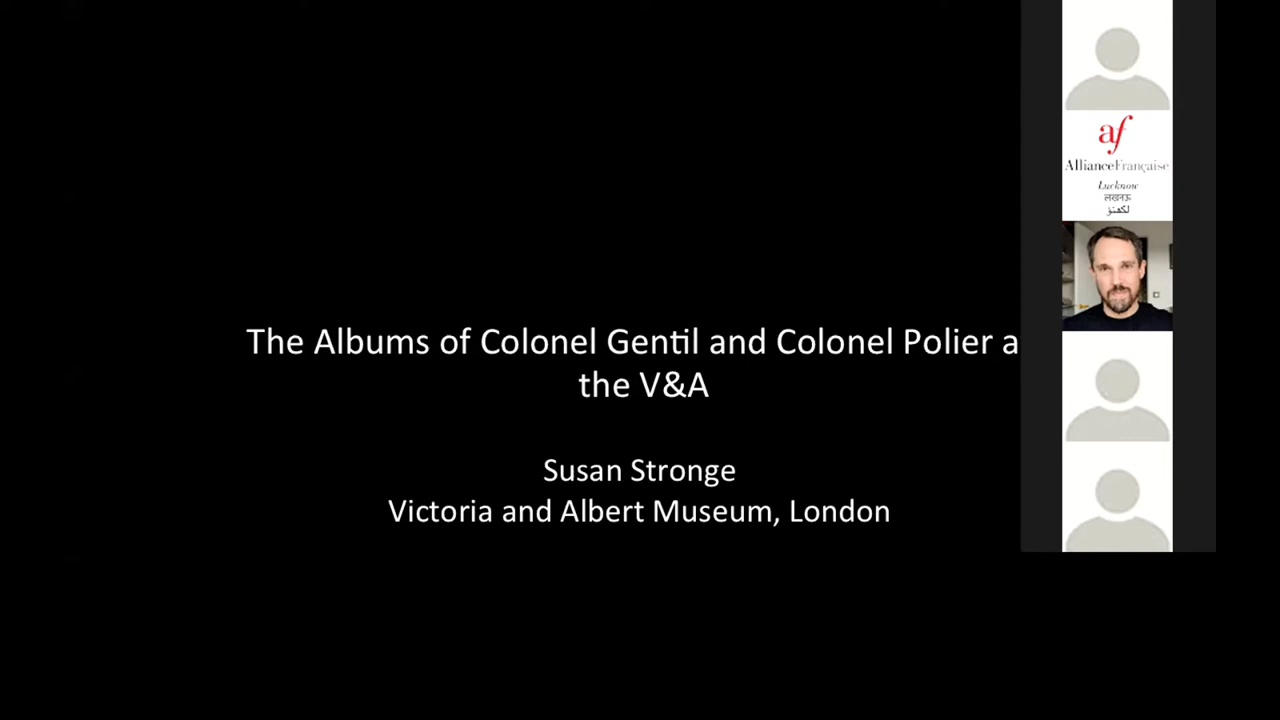 The Albums of Colonel Gentil and Colonel Polier a
the V&A
Susan Stronge
Victoria and Albert Museum, London
af
AllianceFrançaise
Lucknow
लखनऊ
لکھنؤ